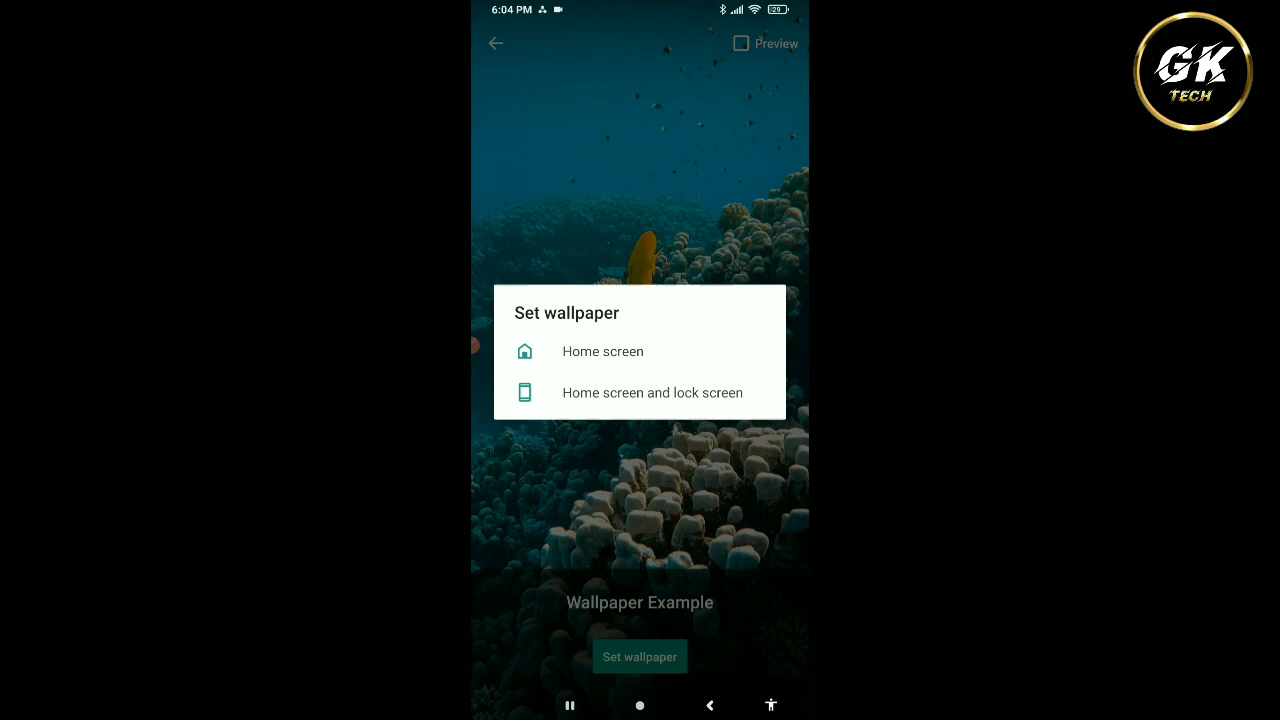 6:04 PM
29
Preview
GK
TECH
Set wallpaper
Home screen
Home screen and lock screen
Wallpaper Example
Set wallpaper